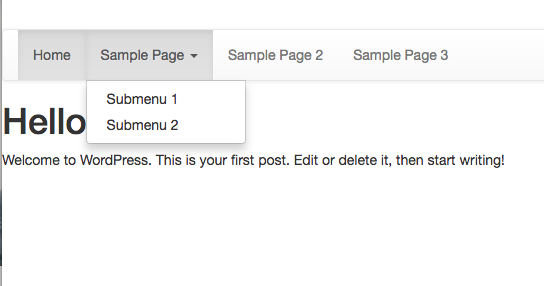 Home Sample Page Sample Page 2 Sample Page 3
Submenu 1
Hello
Submenu 2
Welcome to WordPress. This is your first post. Edit or delete it, then start writing!